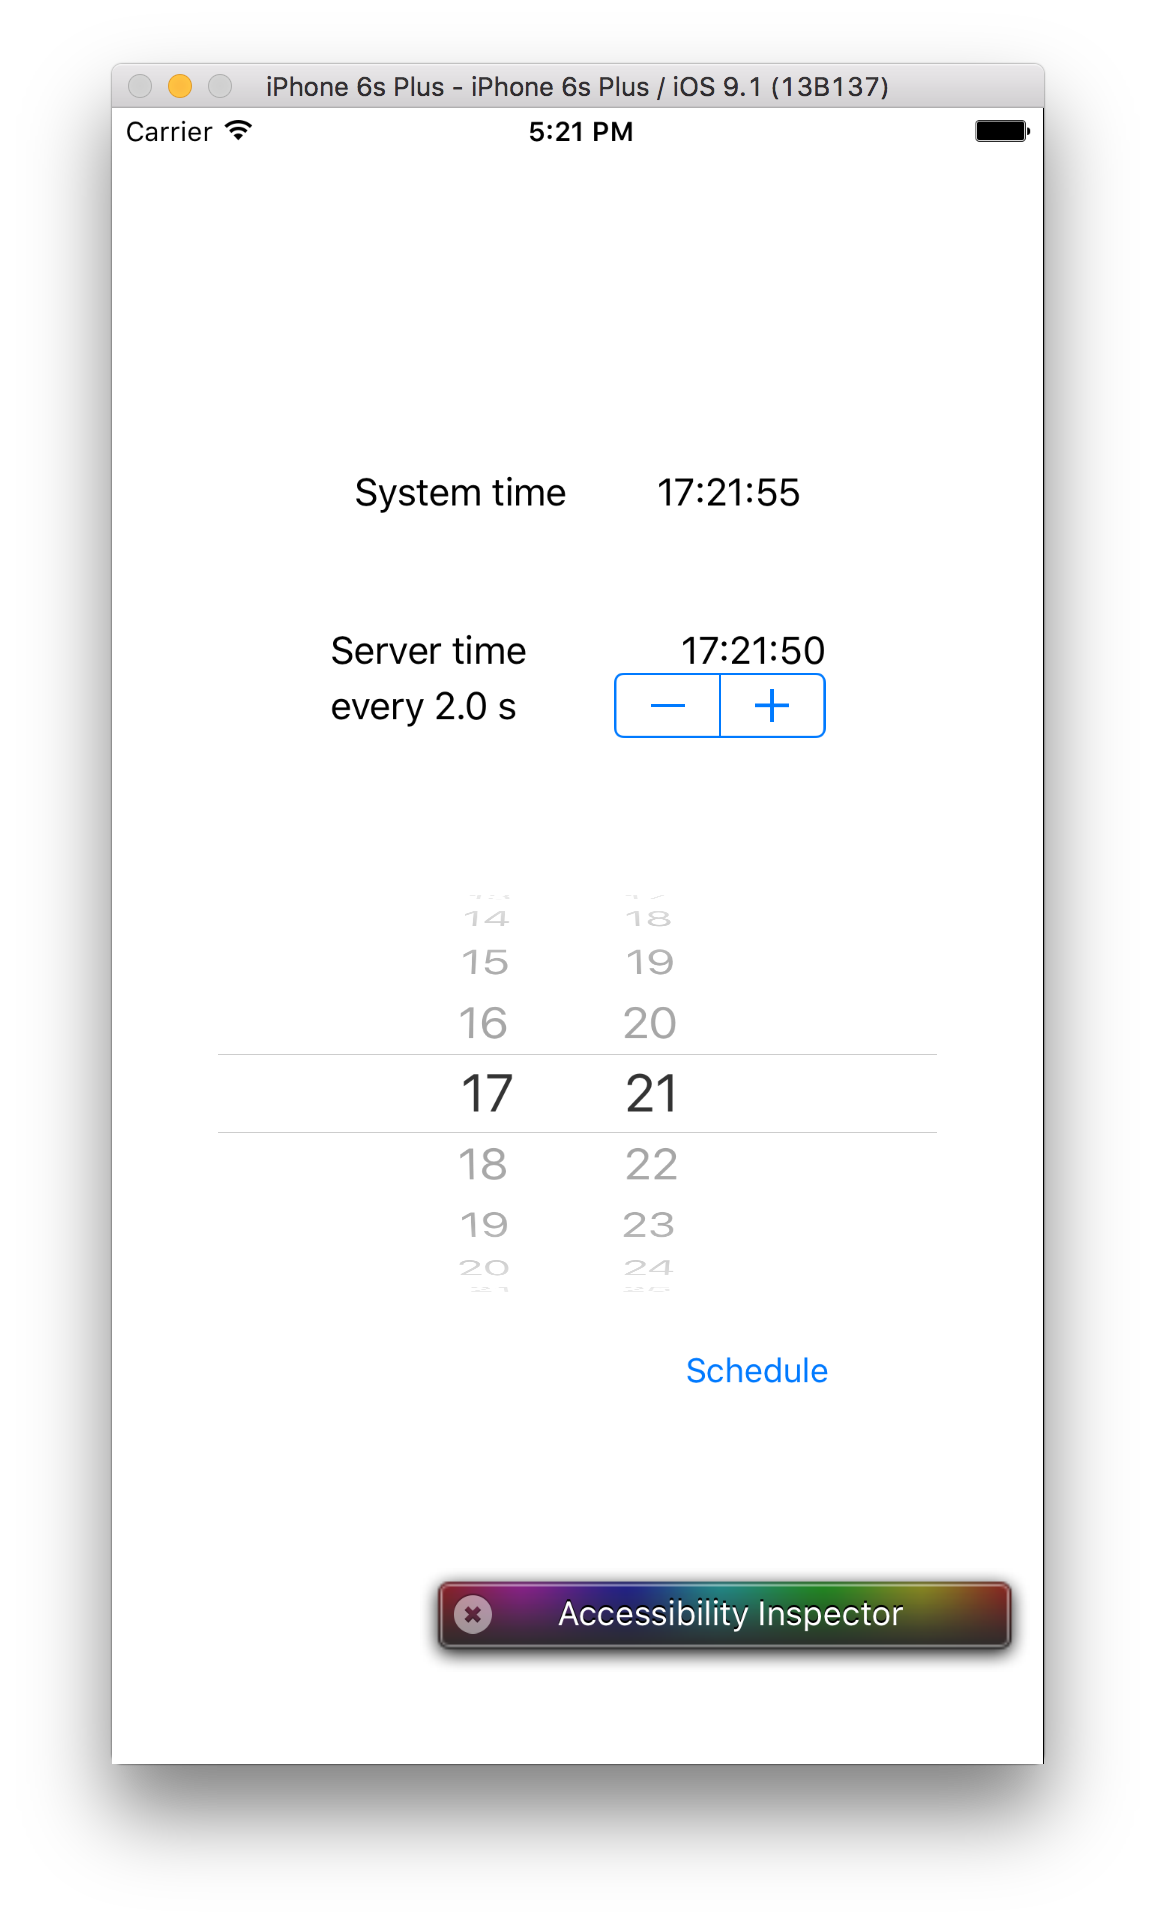 iPhone 6s Plus - iPhone 6s Plus / iOS 9.1 (13B137)
Carrier 5:21 PM
System time 17:21:55
Server time 17:21:50
every 2.0 s − +
14 18
15 19
16 20
17 21
18 22
19 23
20 24
Schedule
Accessibility Inspector